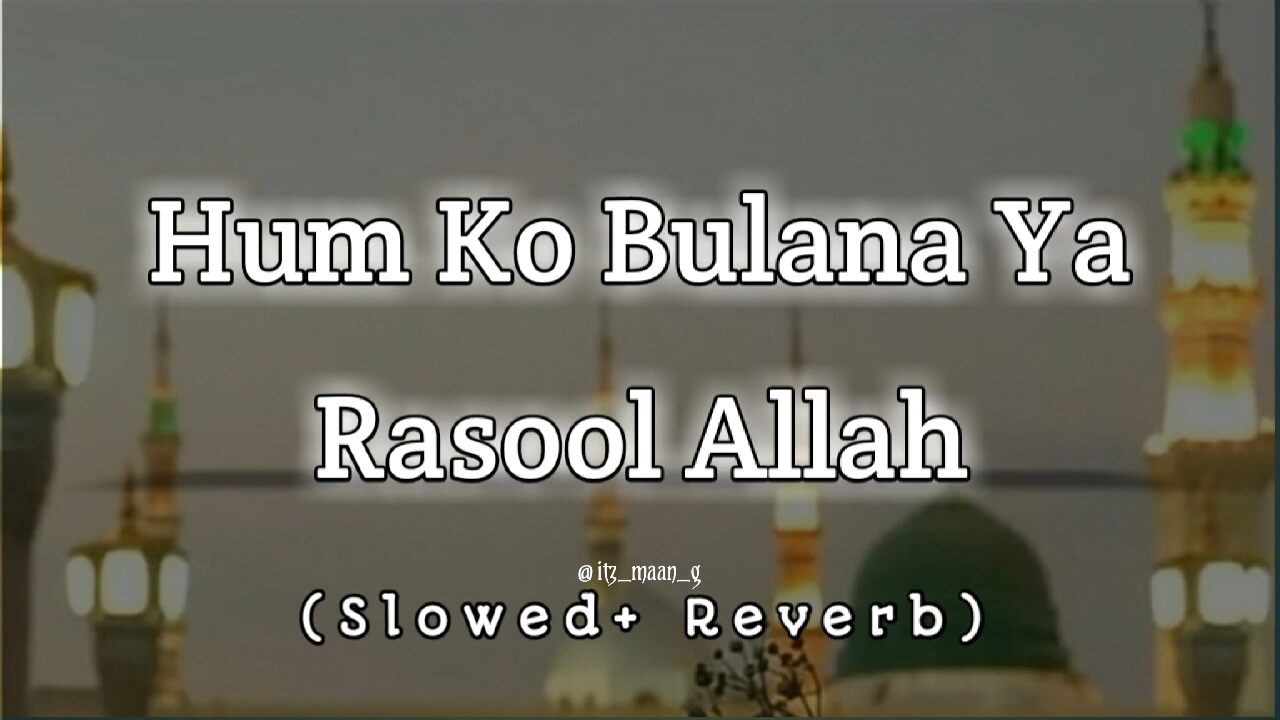 Hum Ko Bulana Ya
Rasool Allah
@itz_maan_g
(Slowed+ Reverb)